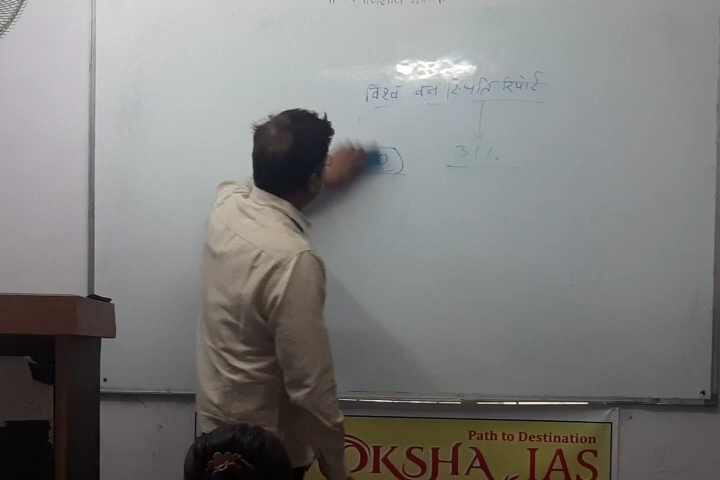 विश्व वन स्थिति रिपोर्ट
31%
Path to Destination
OKSHA IAS